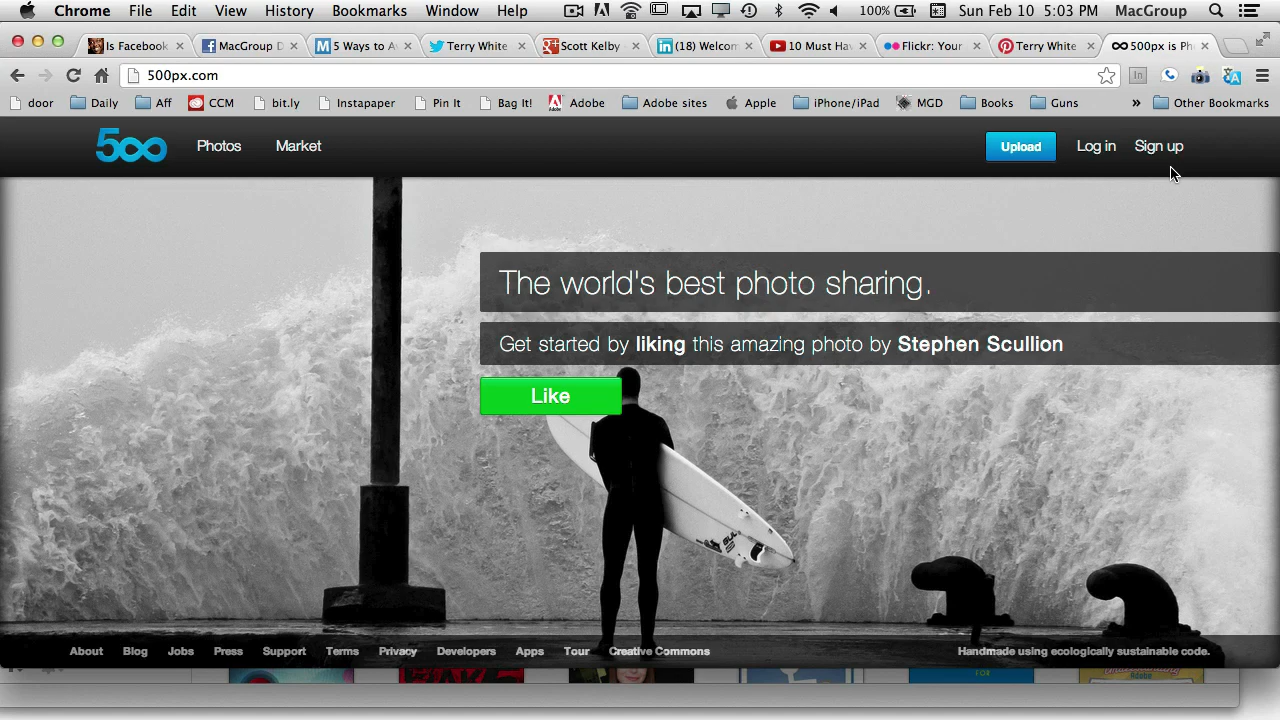 Chrome File Edit View History Bookmarks Window Help 100% Sun Feb 10 5:03 PM MacGroup
Is Facebook MacGroup D 5 Ways to A Terry White Scott Kelby (18) Welcom 10 Must Hav Flickr: Your Terry White 500px is Ph
500px.com
door Daily Aff CCM bit.ly Instapaper Pin It Bag It! Adobe Adobe sites Apple iPhone/iPad MGD Books Guns » Other Bookmarks
500 Photos Market Upload Log in Sign up
The world's best photo sharing.
Get started by liking this amazing photo by Stephen Scullion
Like
About Blog Jobs Press Support Terms Privacy Developers Apps Tour Creative Commons Handmade using ecologically sustainable code.